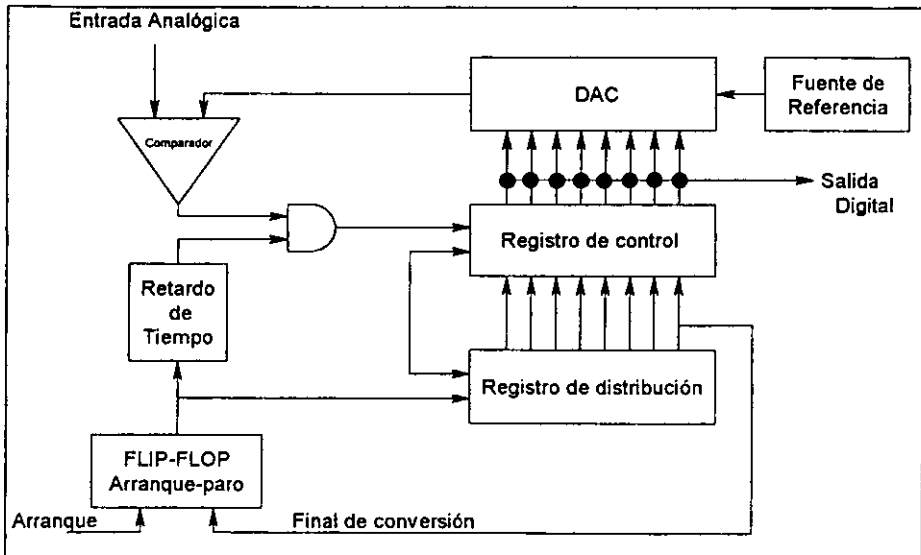 Entrada Analógica
DAC
Fuente de
Referencia
Comparador
Salida
Digital
Registro de control
Retardo
de
Tiempo
Registro de distribución
FLIP-FLOP
Arranque-paro
Arranque
Final de conversión